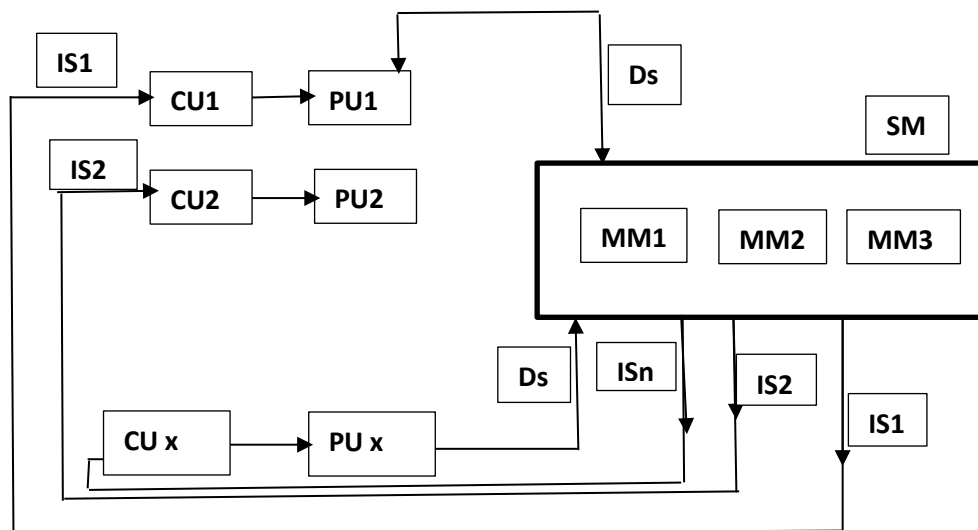 IS1
Ds
CU1
PU1
SM
IS2
CU2
PU2
MM1
MM2
MM3
Ds
ISn
IS2
IS1
CU x
PU x